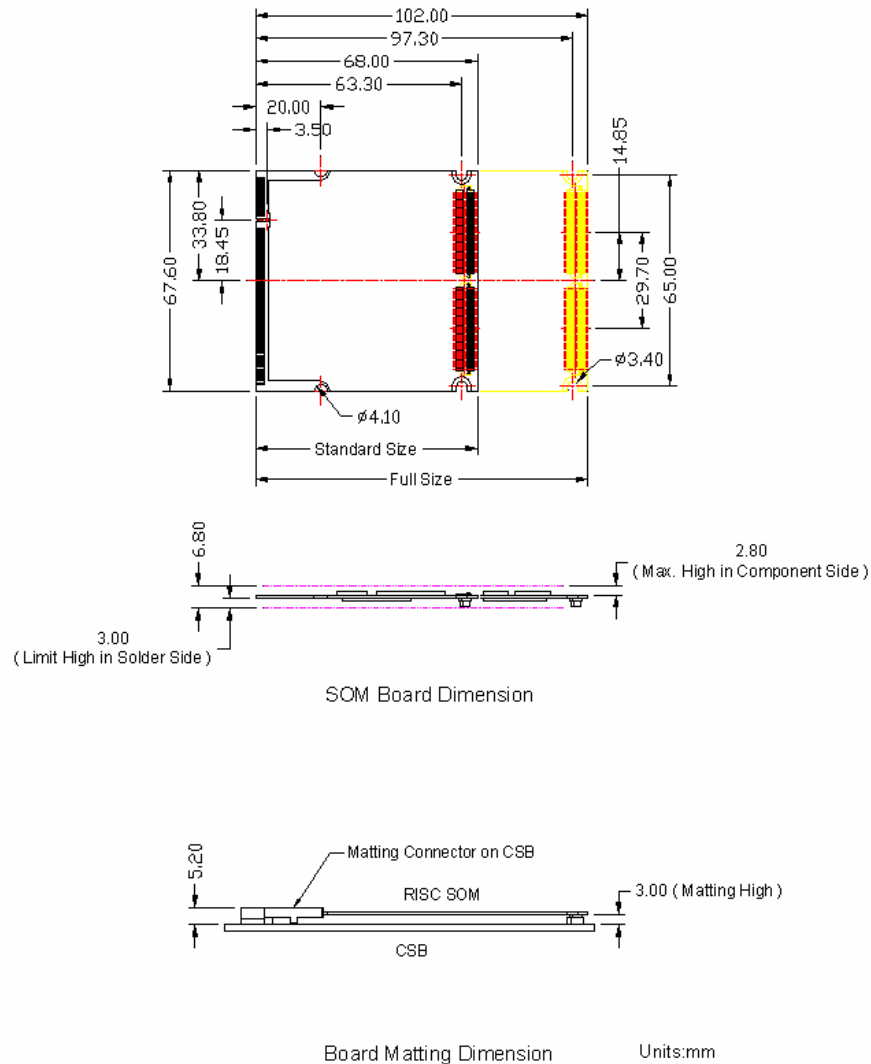 102.00
97.30
68.00
63.30
20.00
3.50
14.85
33.80
18.45
67.60
29.70
65.00
ø3.40
ø4.10
Standard Size
Full Size
6.80
2.80
( Max. High in Component Side )
3.00
( Limit High in Solder Side )
SOM Board Dimension
5.20
Matting Connector on CSB
RISC SOM
3.00 ( Matting High )
CSB
Board Matting Dimension
Units:mm